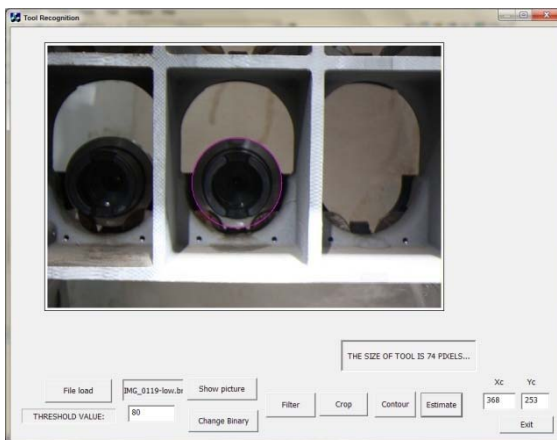 Tool Recognition
THE SIZE OF TOOL IS 74 PIXELS...
File load
IMG_0119-low.br
Show picture
Xc
Yc
THRESHOLD VALUE:
80
Change Binary
Filter
Crop
Contour
Estimate
368
253
Exit